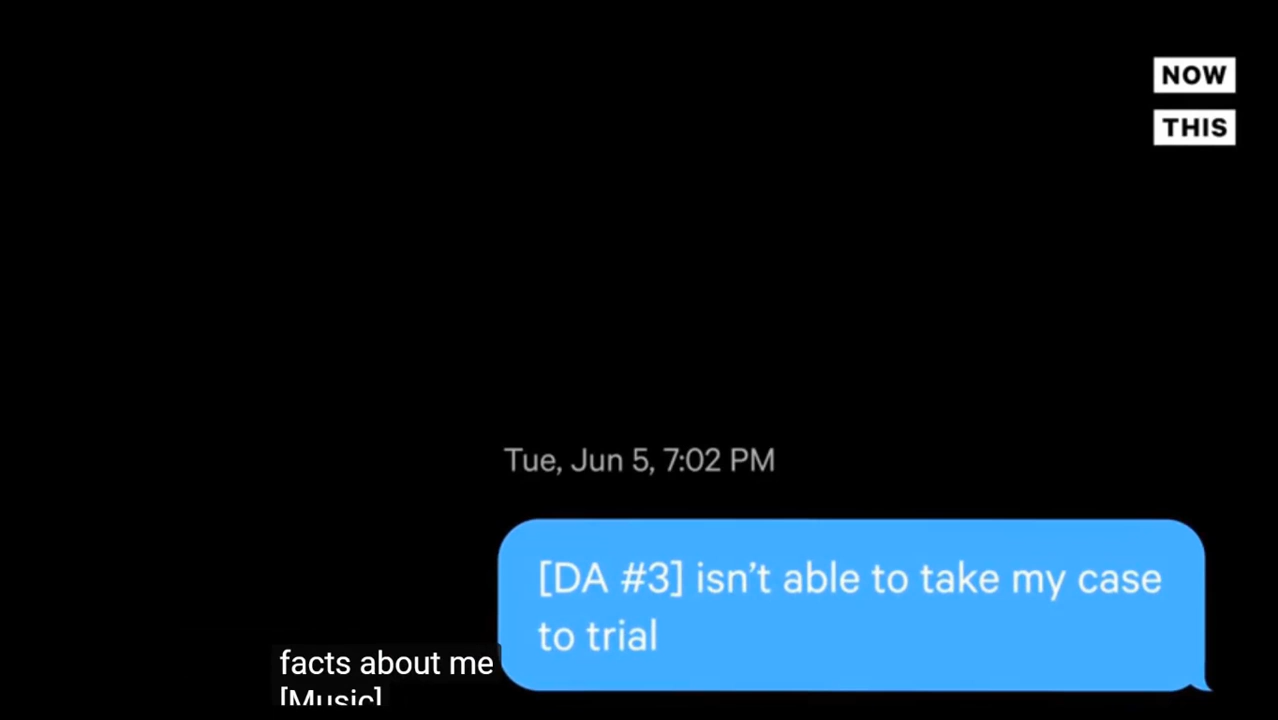 NOW
THIS
Tue, Jun 5, 7:02 PM
[DA #3] isn’t able to take my case
to trial
facts about me
[Music]